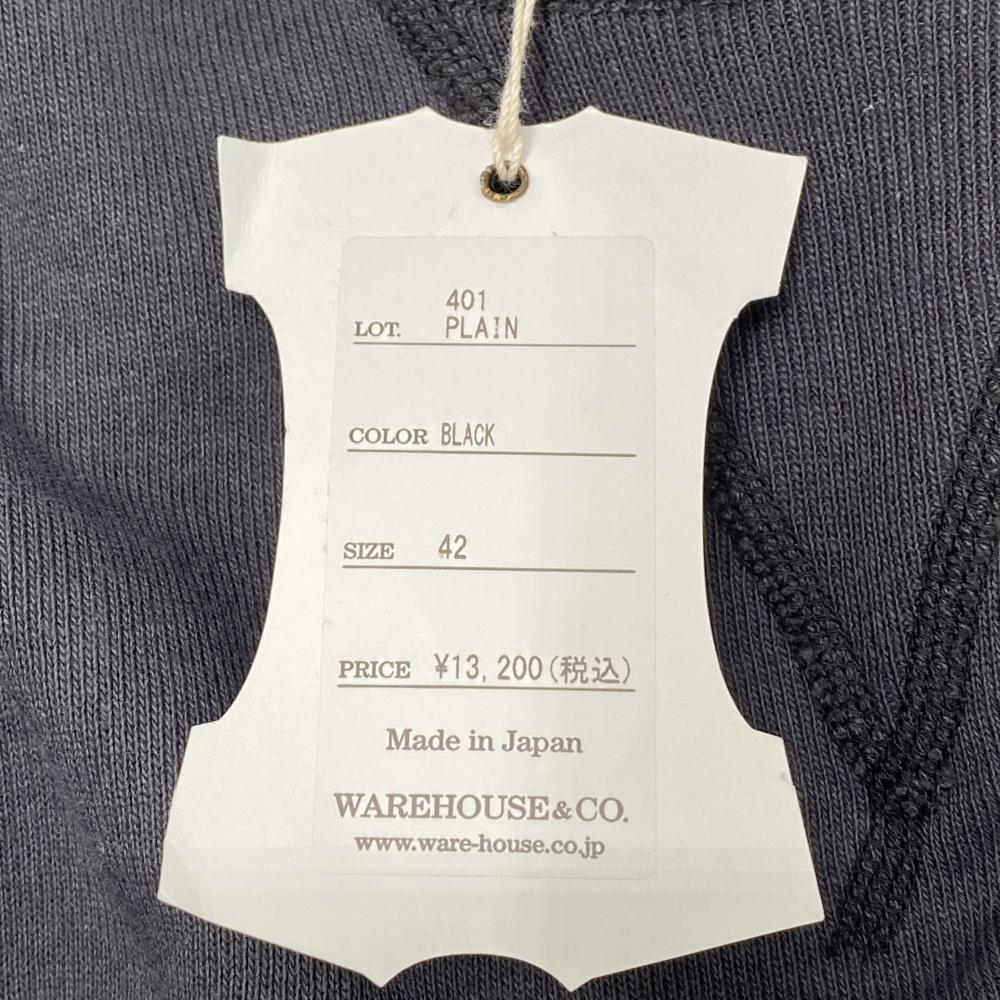 401
LOT. PLAIN
COLOR BLACK
SIZE 42
PRICE ¥13,200(税込)
Made in Japan
WAREHOUSE & CO.
www.ware-house.co.jp